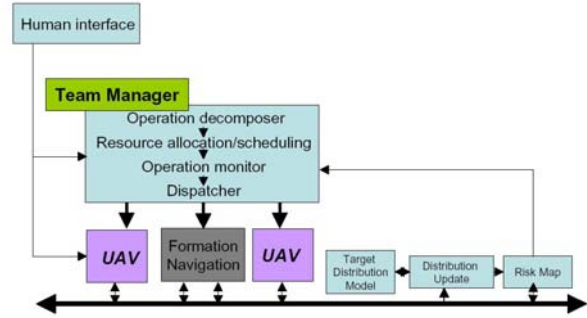 Human interface
Team Manager
Operation decomposer
Resource allocation/scheduling
Operation monitor
Dispatcher
UAV
Formation
Navigation
UAV
Target
Distribution
Model
Distribution
Update
Risk Map